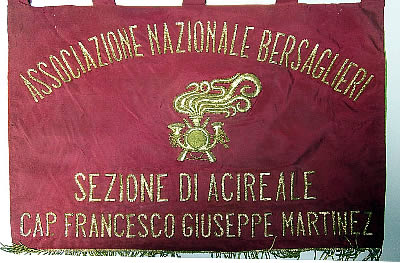 ASSOCIAZIONE NAZIONALE BERSAGLIERI
SEZIONE DI ACIREALE
CAP FRANCESCO GIUSEPPE MARTINEZ